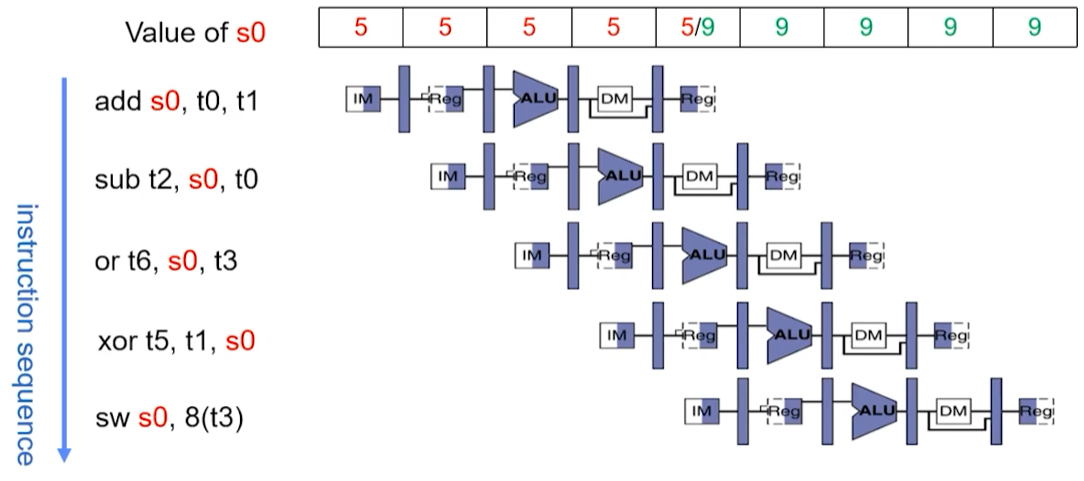 Value of s0 5 5 5 5 5/9 9 9 9 9
add s0, t0, t1 IM Reg ALU DM Reg
sub t2, s0, t0 IM Reg ALU DM Reg
or t6, s0, t3 IM Reg ALU DM Reg
xor t5, t1, s0 IM Reg ALU DM Reg
sw s0, 8(t3) IM Reg ALU DM Reg
instruction sequence